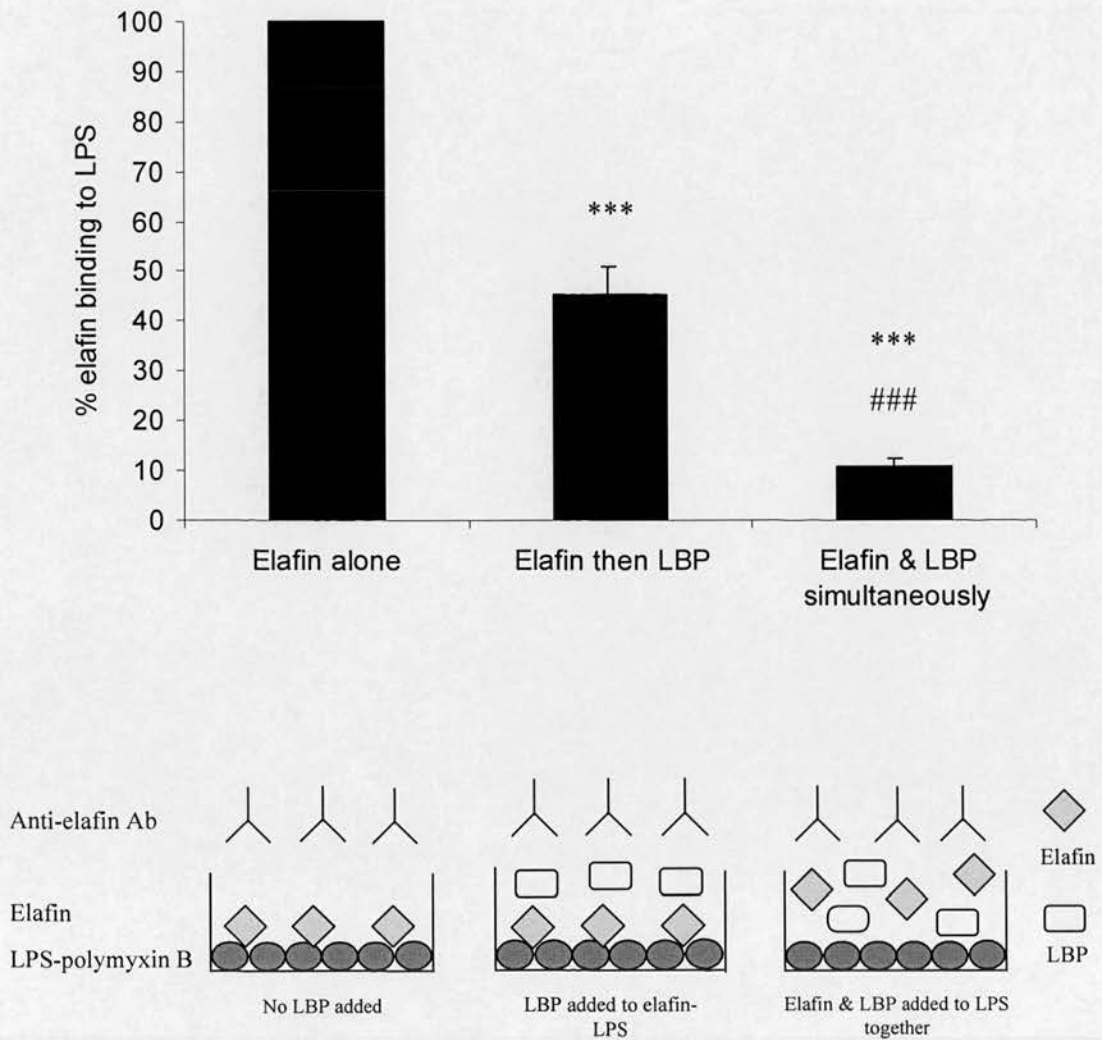 % elafin binding to LPS
100
90
80
70
60
50
40
30
20
10
0
***
***
###
Elafin alone
Elafin then LBP
Elafin & LBP
simultaneously
Anti-elafin Ab
Elafin
LPS-polymyxin B
Elafin
LBP
No LBP added
LBP added to elafin-
LPS
Elafin & LBP added to LPS
together